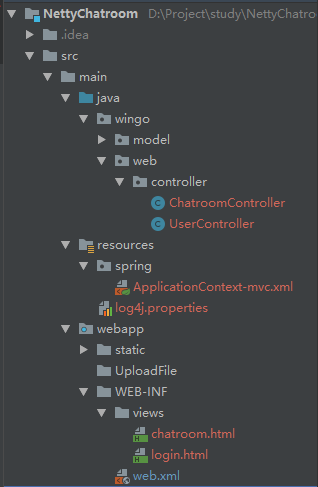 NettyChatroom D:\Project\study\NettyChatro
.idea
src
main
java
wingo
model
web
controller
ChatroomController
UserController
resources
spring
ApplicationContext-mvc.xml
log4j.properties
webapp
static
UploadFile
WEB-INF
views
chatroom.html
login.html
web.xml